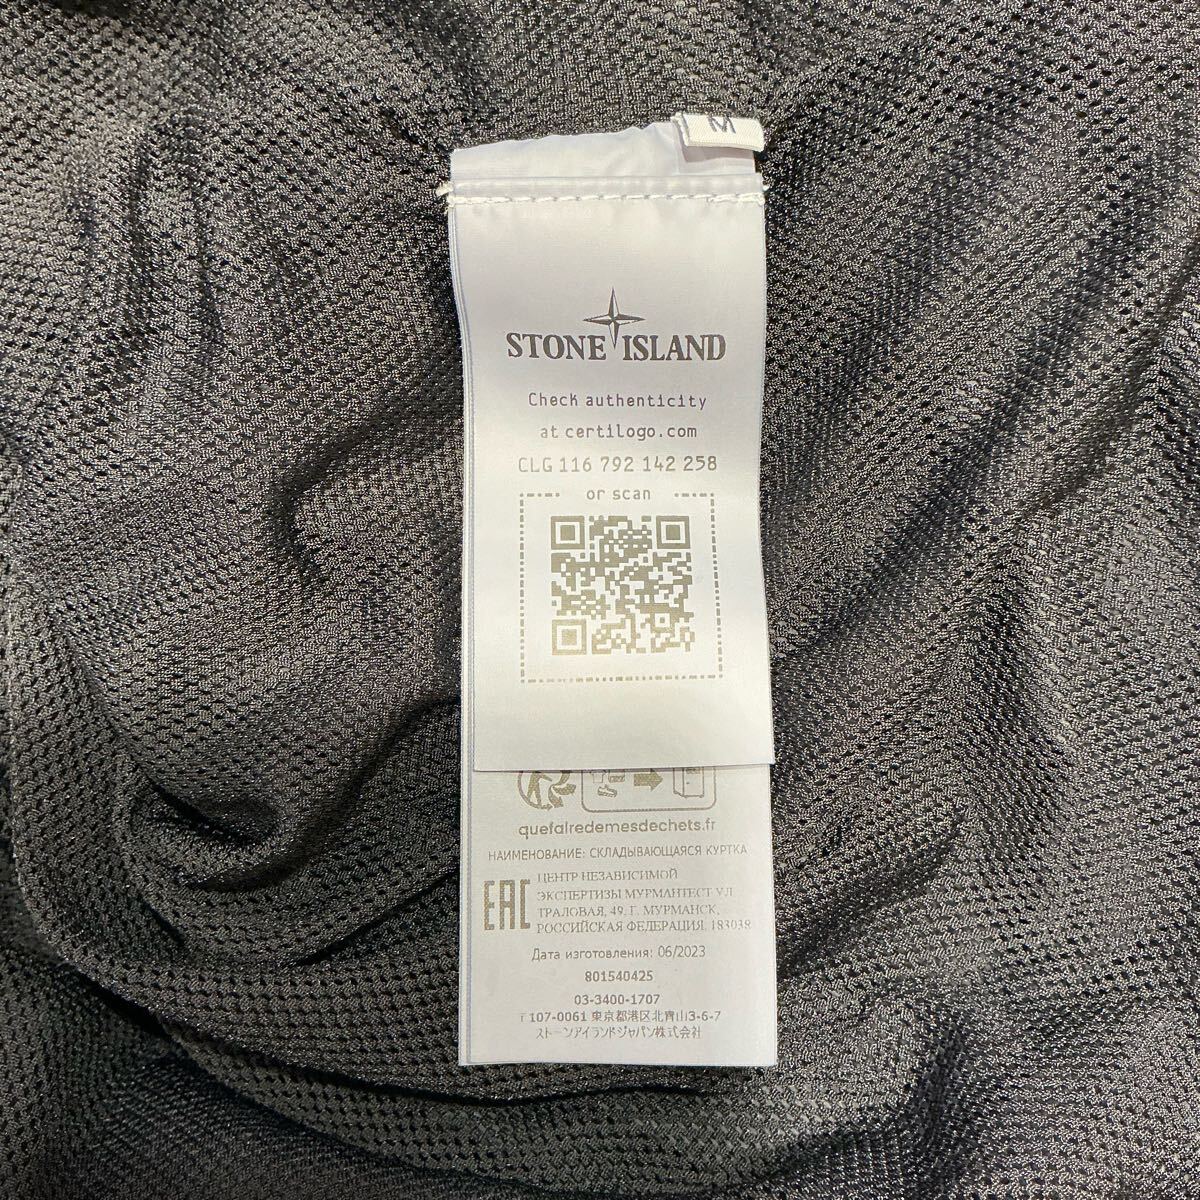 M
STONE ISLAND
Check authenticity
at certilogo.com
CLG 116 792 142 258
or scan
quefairedemesdechets.fr
НАИМЕНОВАНИЕ: СКЛАДЫВАЮЩАЯСЯ КУРТКА
EAC
ЦЕНТР НЕЗАВИСИМОЙ
ЭКСПЕРТИЗЫ МУРМАНТЕСТ УЛ
ТРАЛОВАЯ, 49, Г. МУРМАНСК,
РОССИЙСКАЯ ФЕДЕРАЦИЯ, 183038
Дата изготовления: 06/2023
801540425
03-3400-1707
〒107-0061 東京都港区北青山3-6-7
ストーンアイランドジャパン株式会社